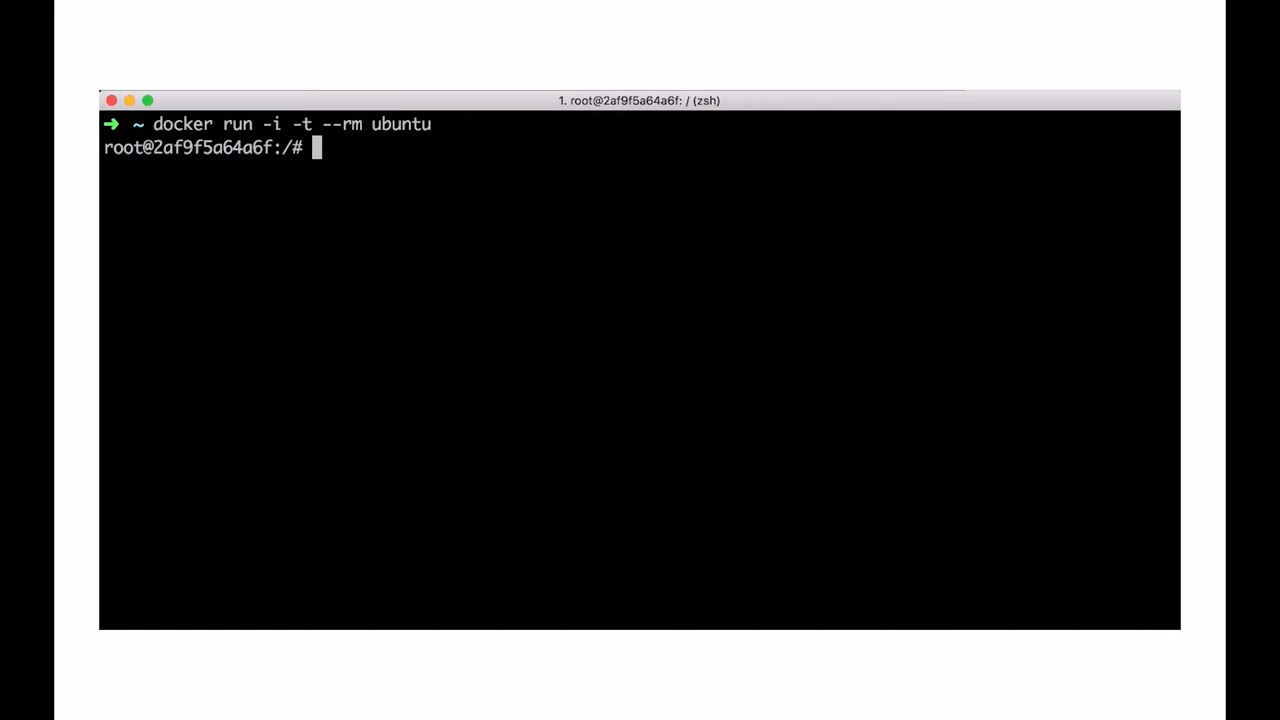 1. root@2af9f5a64a6f: / (zsh)
➜ ~ docker run -i -t --rm ubuntu
root@2af9f5a64a6f:/#